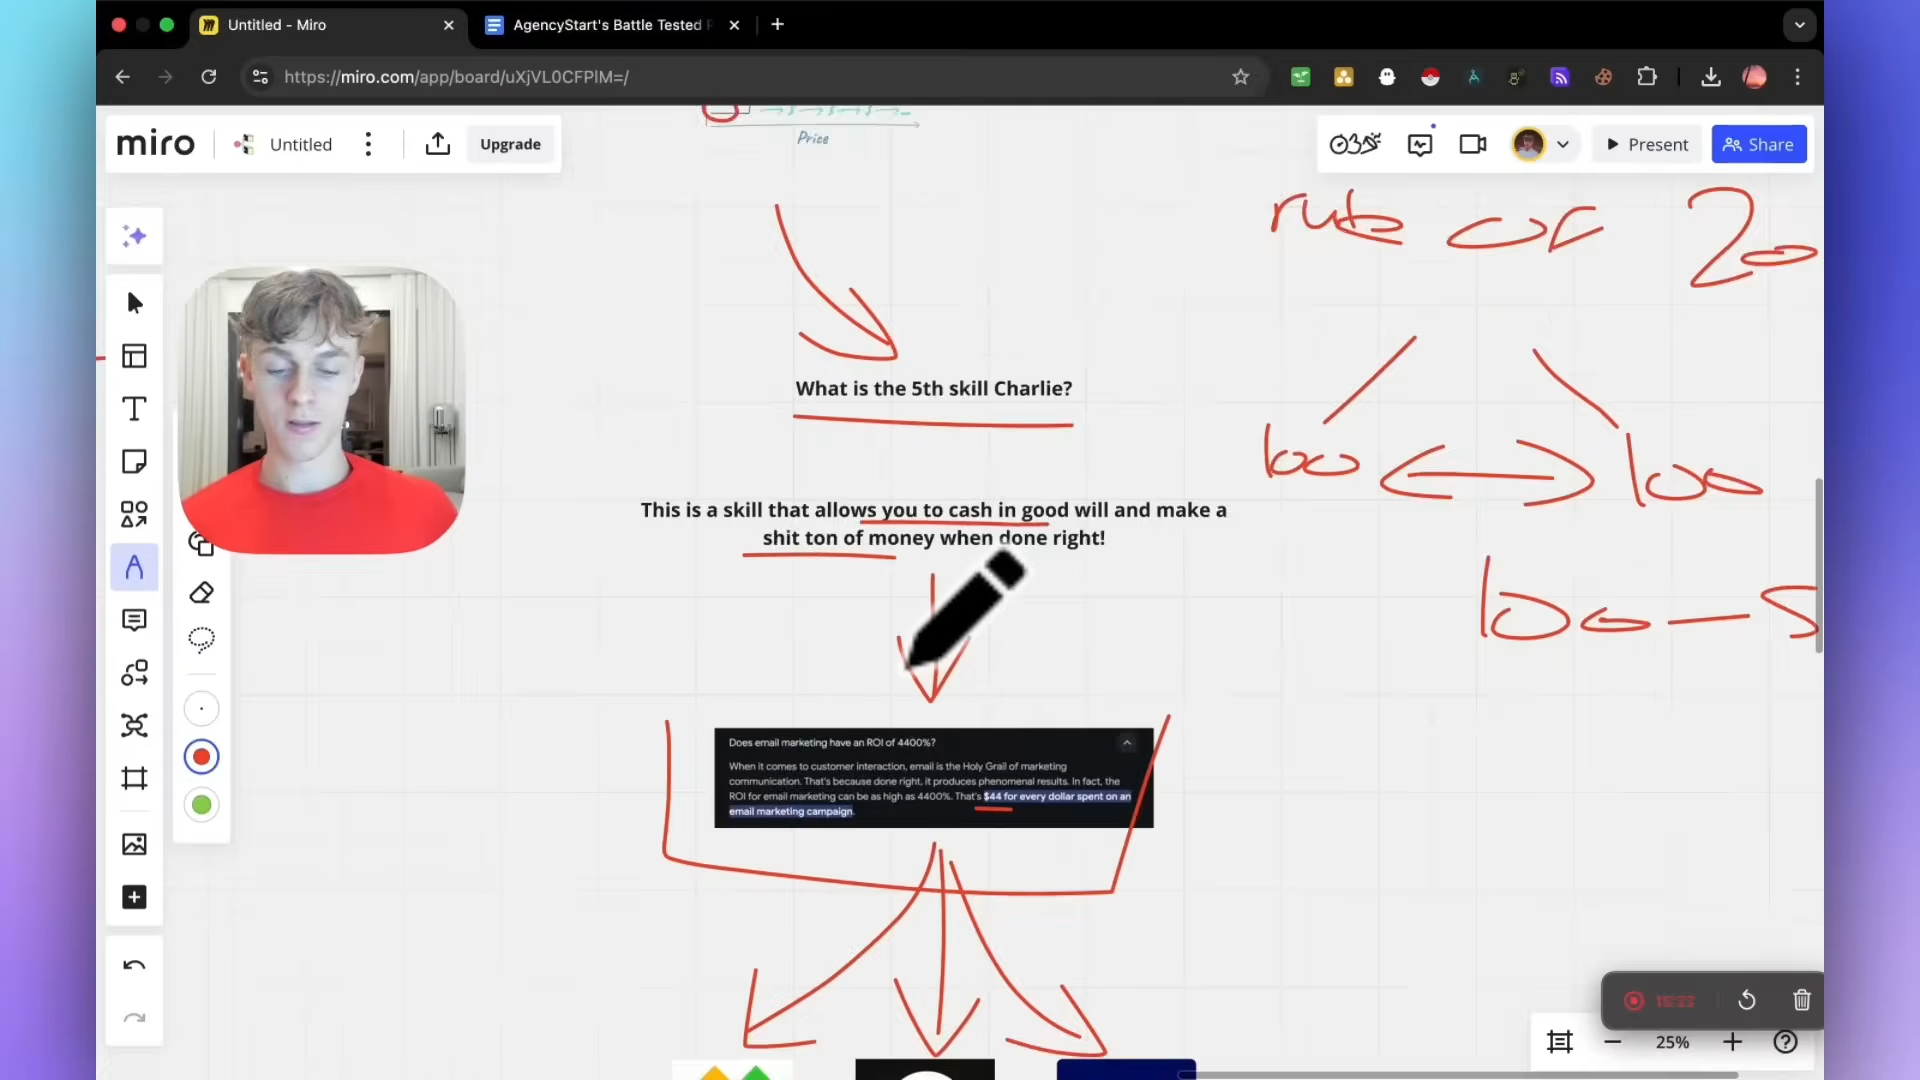 Untitled - Miro
AgencyStart's Battle Tested
https://miro.com/app/board/uXjVL0CFPlM=/
Price
miro
Untitled
Upgrade
Present
Share
rule of 20
What is the 5th skill Charlie?
100
100
This is a skill that allows you to cash in good will and make a
shit ton of money when done right!
100 - 5
Does email marketing have an ROI of 4400%?
When it comes to customer interaction, email is the Holy Grail of marketing
communication. That's because done right, it produces phenomenal results. In fact, the
ROI for email marketing can be as high as 4400%. That's $44 for every dollar spent on an
email marketing campaign.
15:22
25%